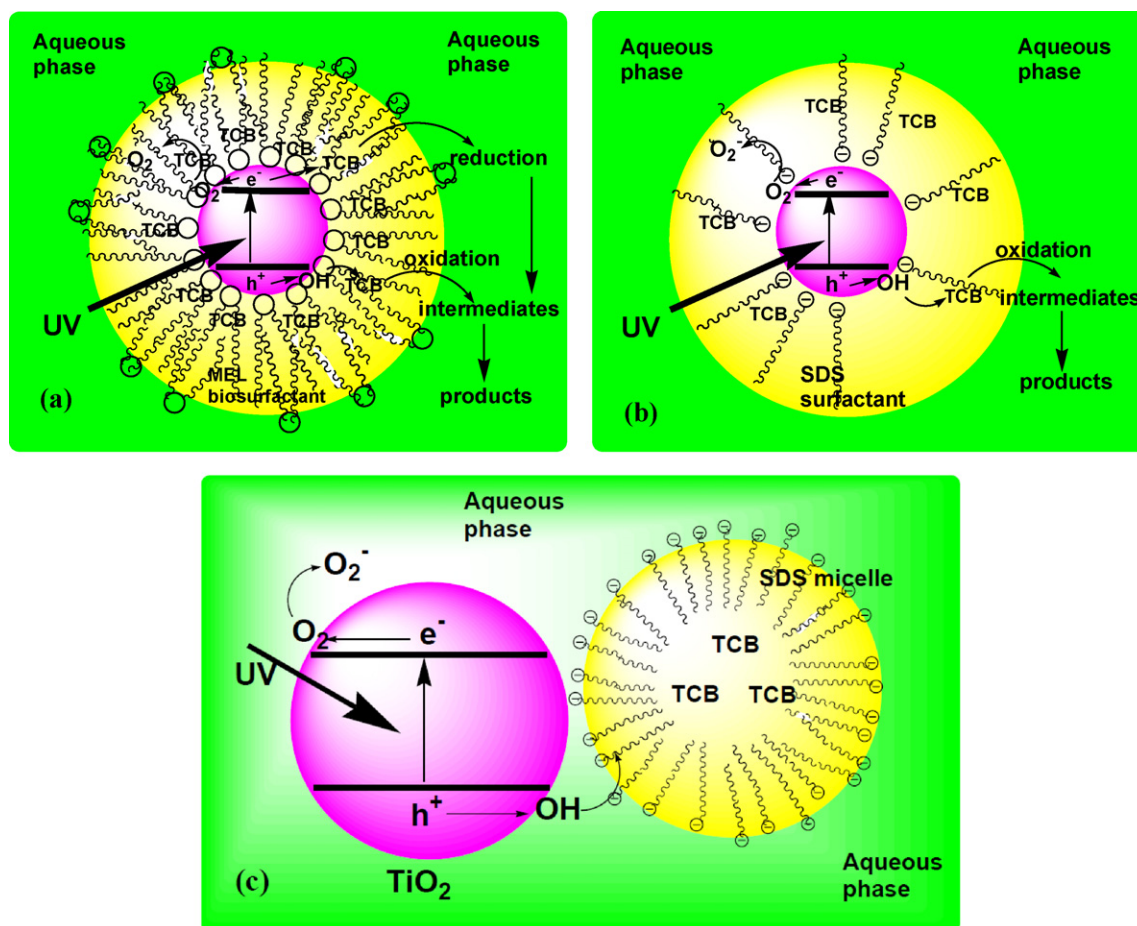 Aqueous
phase
Aqueous
phase
TCB
TCB
TCB
TCB
O2
O2
e-
reduction
TCB
TCB
TCB
oxidation
h+
OH
TCB
TCB
intermediates
UV
TCB
TCB
MEL
biosurfactant
products
(a)
Aqueous
phase
Aqueous
phase
TCB
TCB
O2-
O2
e-
TCB
TCB
oxidation
h+
OH
TCB
intermediates
TCB
UV
SDS
surfactant
products
(b)
Aqueous
phase
O2-
SDS micelle
O2
e-
TCB
UV
TCB
TCB
h+
OH
Aqueous
phase
(c)
TiO2